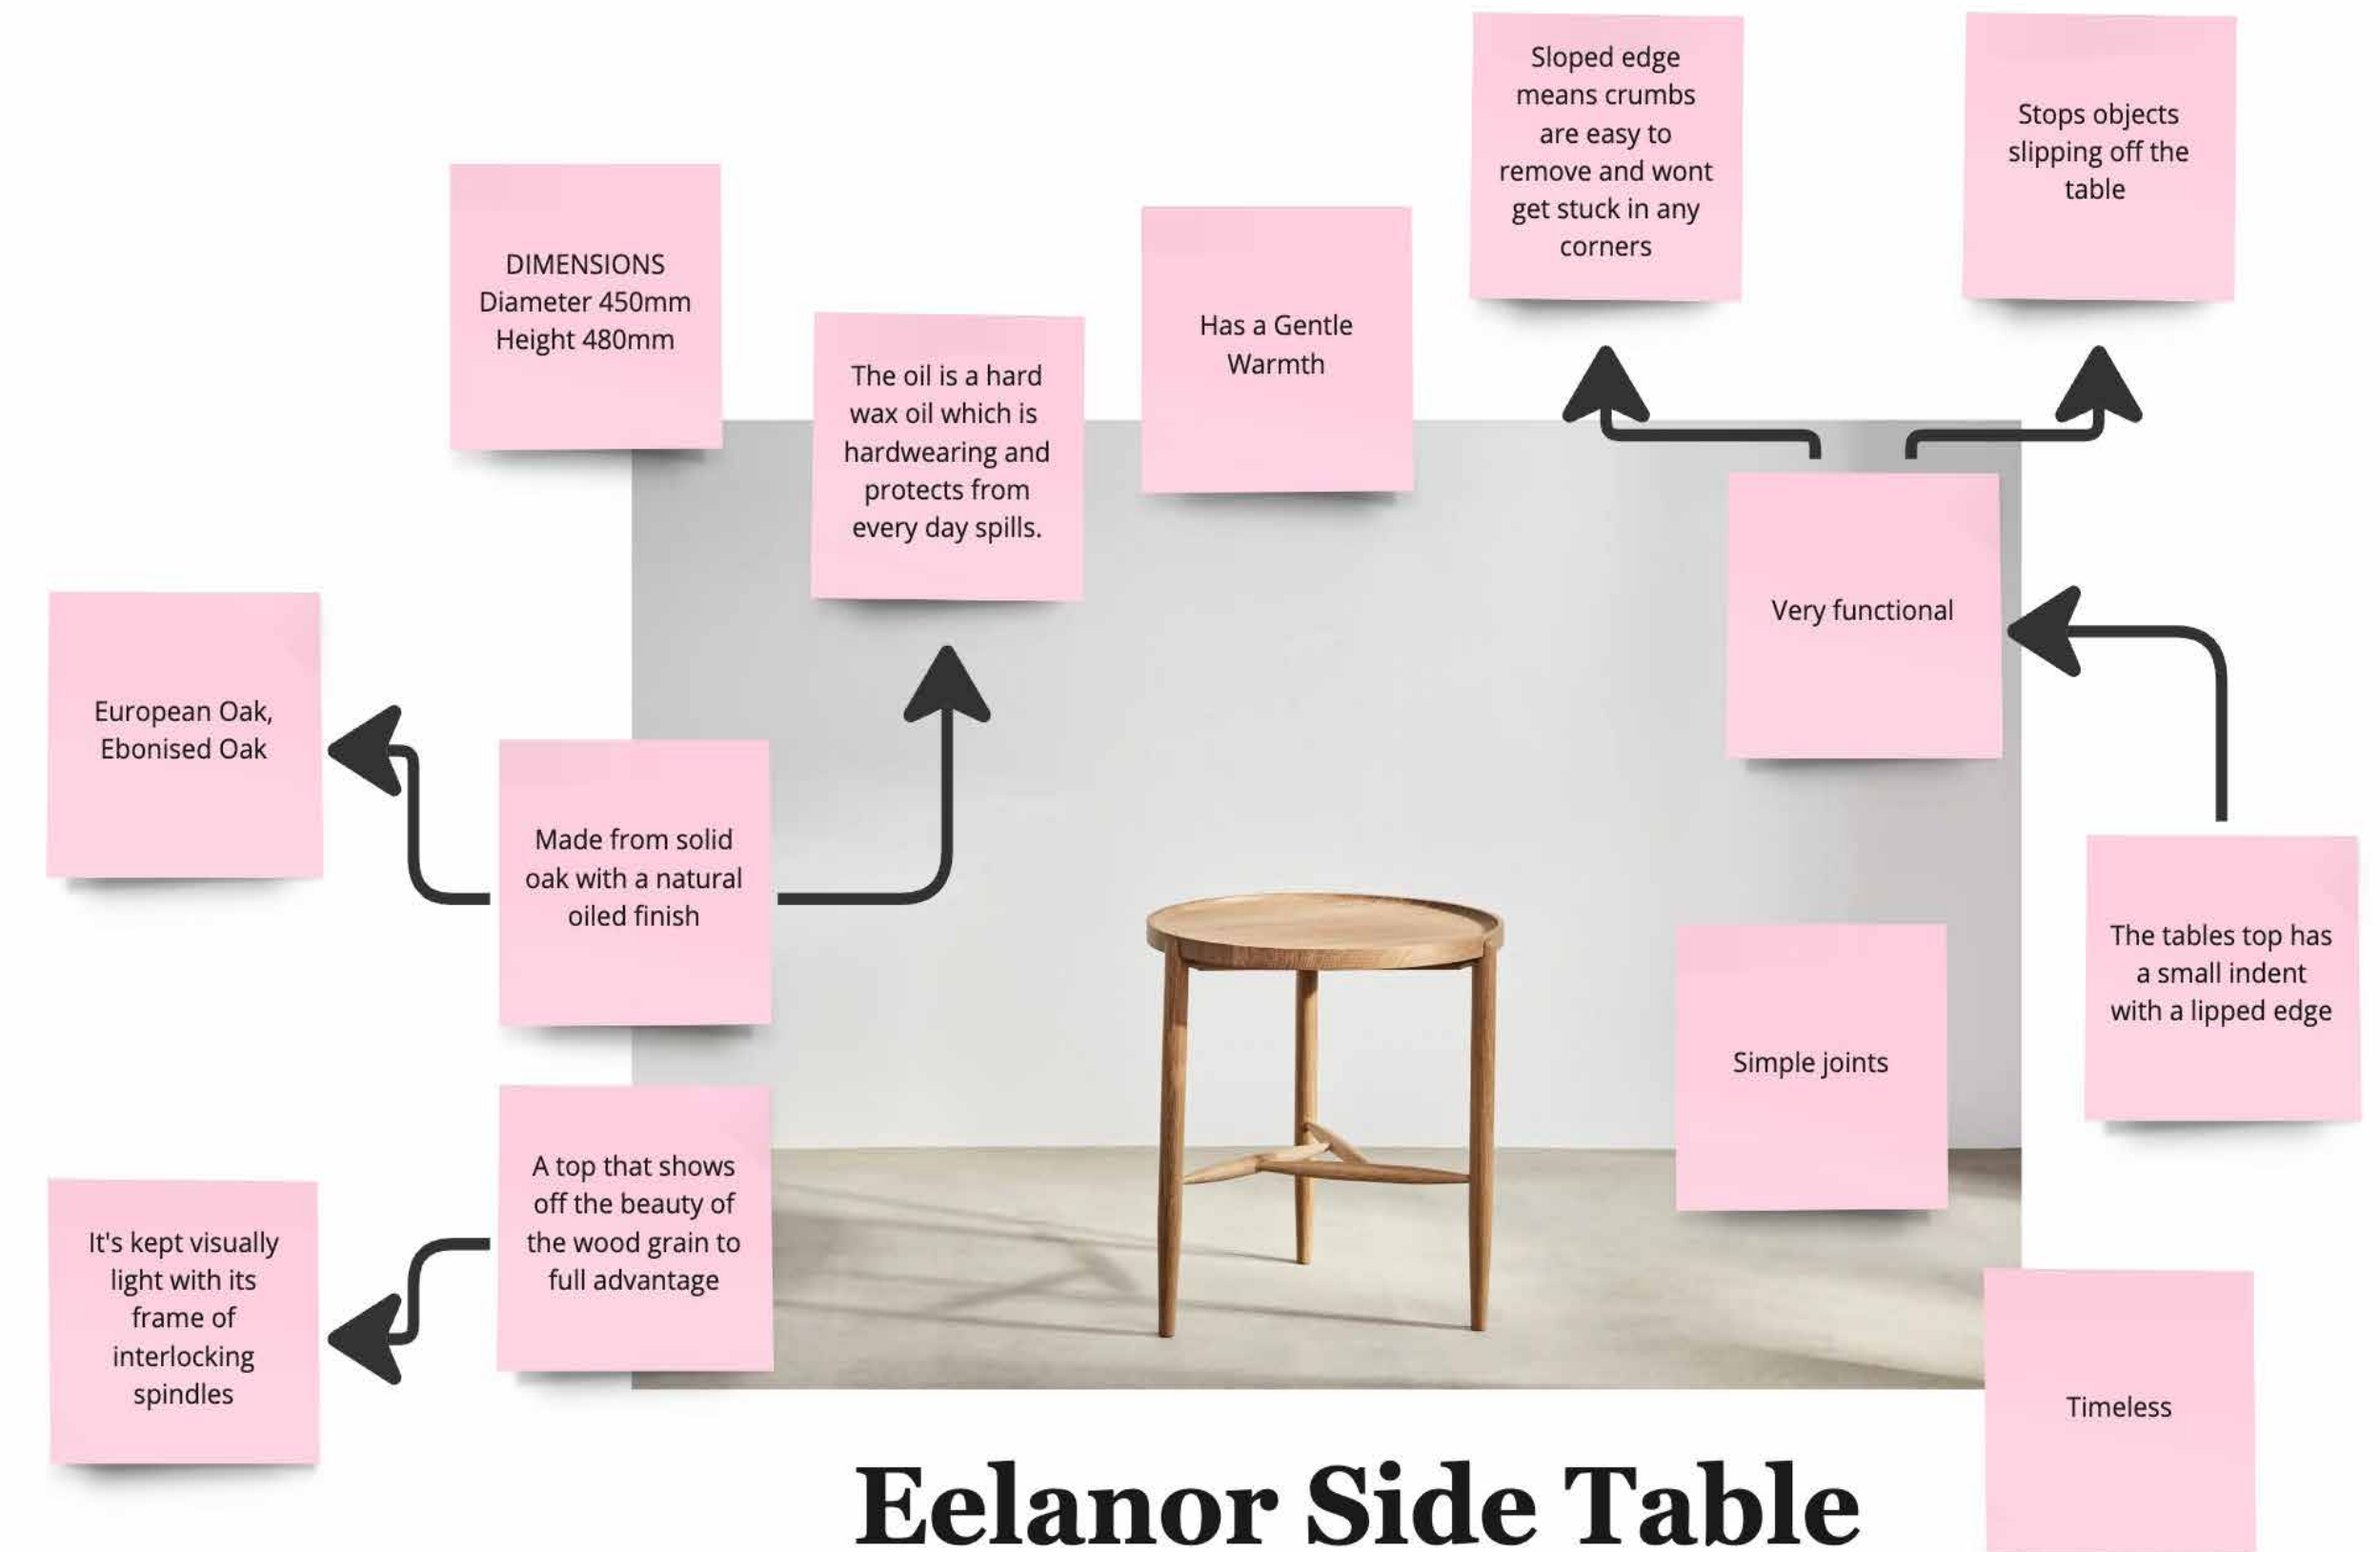 Sloped edge
means crumbs
are easy to
remove and wont
get stuck in any
corners
Stops objects
slipping off the
table
DIMENSIONS
Diameter 450mm
Height 480mm
Has a Gentle
Warmth
The oil is a hard
wax oil which is
hardwearing and
protects from
every day spills.
Very functional
European Oak,
Ebonised Oak
Made from solid
oak with a natural
oiled finish
The tables top has
a small indent
with a lipped edge
Simple joints
A top that shows
off the beauty of
the wood grain to
full advantage
It's kept visually
light with its
frame of
interlocking
spindles
Timeless
Eelanor Side Table